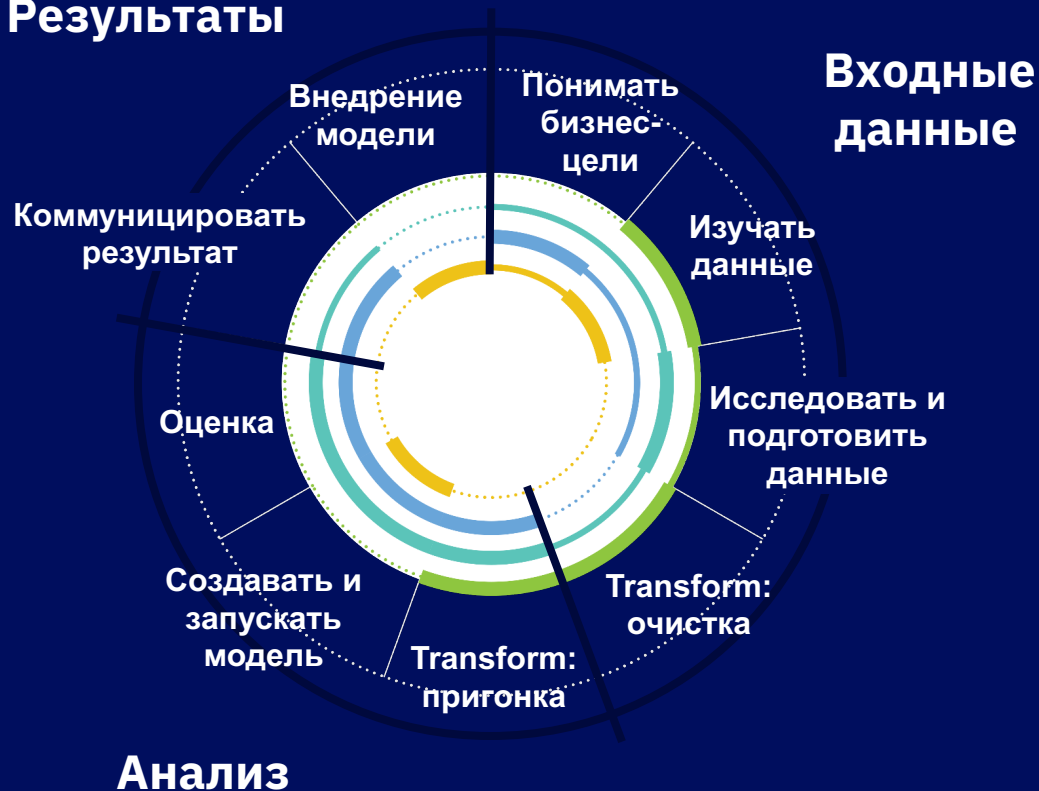 Результаты
Входные
данные
Понимать
бизнес-
цели
Изучать
данные
Исследовать и
подготовить
данные
Transform:
очистка
Transform:
пригонка
Создавать и
запускать
модель
Оценка
Коммуницировать
результат
Внедрение
модели
Анализ